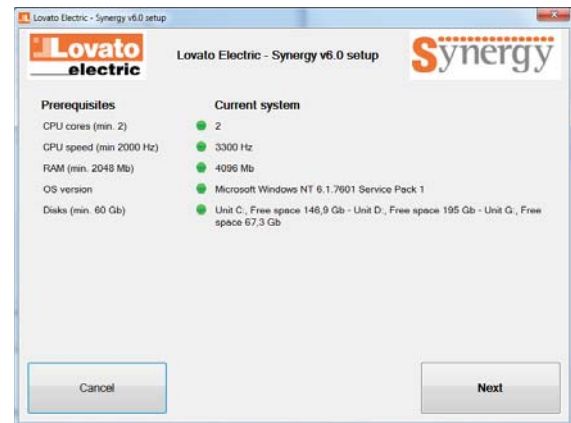 Lovato Electric - Synergy v6.0 setup
Lovato
electric
Lovato Electric - Synergy v6.0 setup
Synergy
Prerequisites
Current system
CPU cores (min. 2)
2
CPU speed (min 2000 Hz)
3300 Hz
RAM (min. 2048 Mb)
4096 Mb
OS version
Microsoft Windows NT 6.1.7601 Service Pack 1
Disks (min. 60 Gb)
Unit C:, Free space 146,9 Gb - Unit D:, Free space 195 Gb - Unit G:, Free
space 67,3 Gb
Cancel
Next